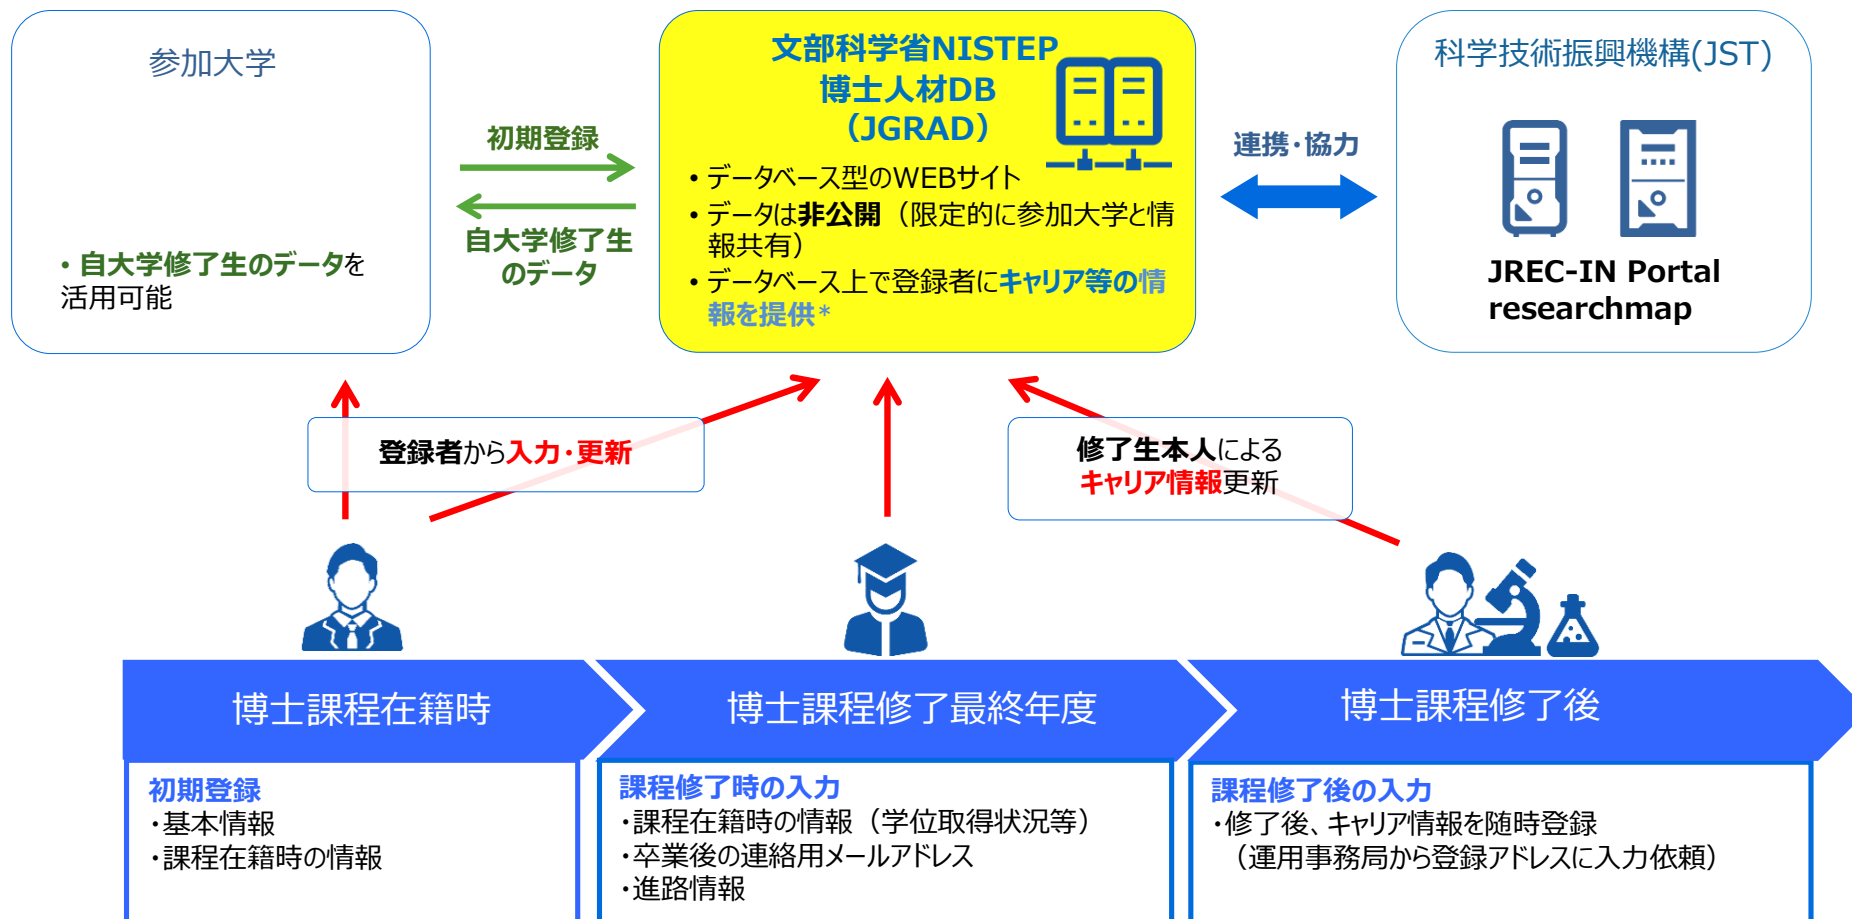 参加大学
・自大学修了生のデータを
活用可能
初期登録
自大学修了生
のデータ
文部科学省NISTEP
博士人材DB
（JGRAD）
・データベース型のWEBサイト
・データは非公開（限定的に参加大学と情
報共有）
・データベース上で登録者にキャリア等の情
報を提供*
連携・協力
科学技術振興機構(JST)
JREC-IN Portal
researchmap
登録者から入力・更新
修了生本人による
キャリア情報更新
博士課程在籍時
博士課程修了最終年度
博士課程修了後
初期登録
・基本情報
・課程在籍時の情報
課程修了時の入力
・課程在籍時の情報（学位取得状況等）
・卒業後の連絡用メールアドレス
・進路情報
課程修了後の入力
・修了後、キャリア情報を随時登録
（運用事務局から登録アドレスに入力依頼）